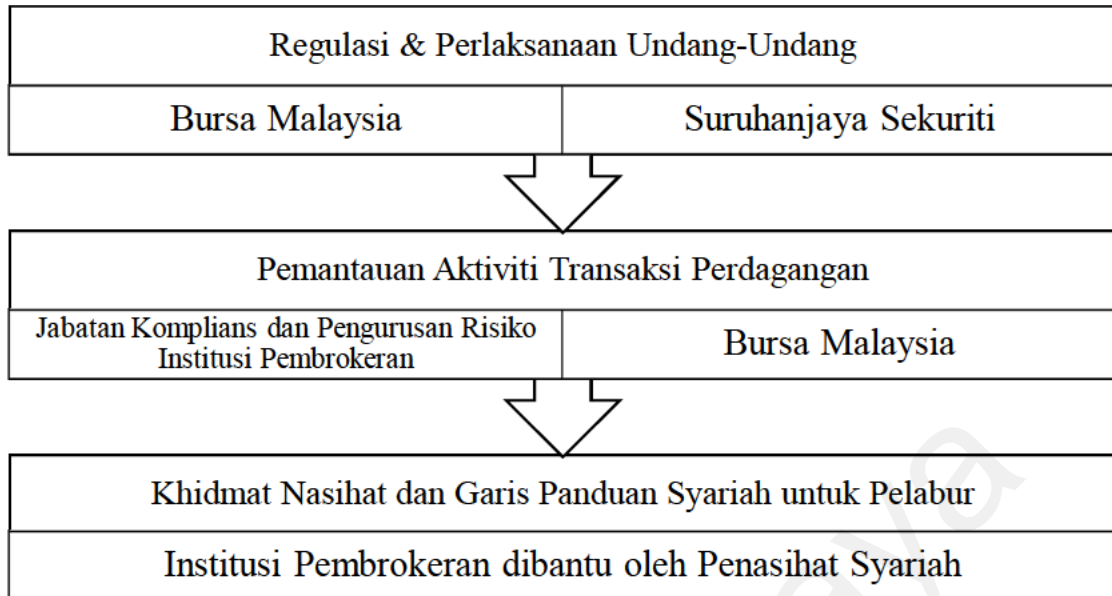 Regulasi & Perlaksanaan Undang-Undang
Bursa Malaysia
Suruhanjaya Sekuriti
Pemantauan Aktiviti Transaksi Perdagangan
Jabatan Komplians dan Pengurusan Risiko
Institusi Pembrokeran
Bursa Malaysia
Khidmat Nasihat dan Garis Panduan Syariah untuk Pelabur
Institusi Pembrokeran dibantu oleh Penasihat Syariah
aya